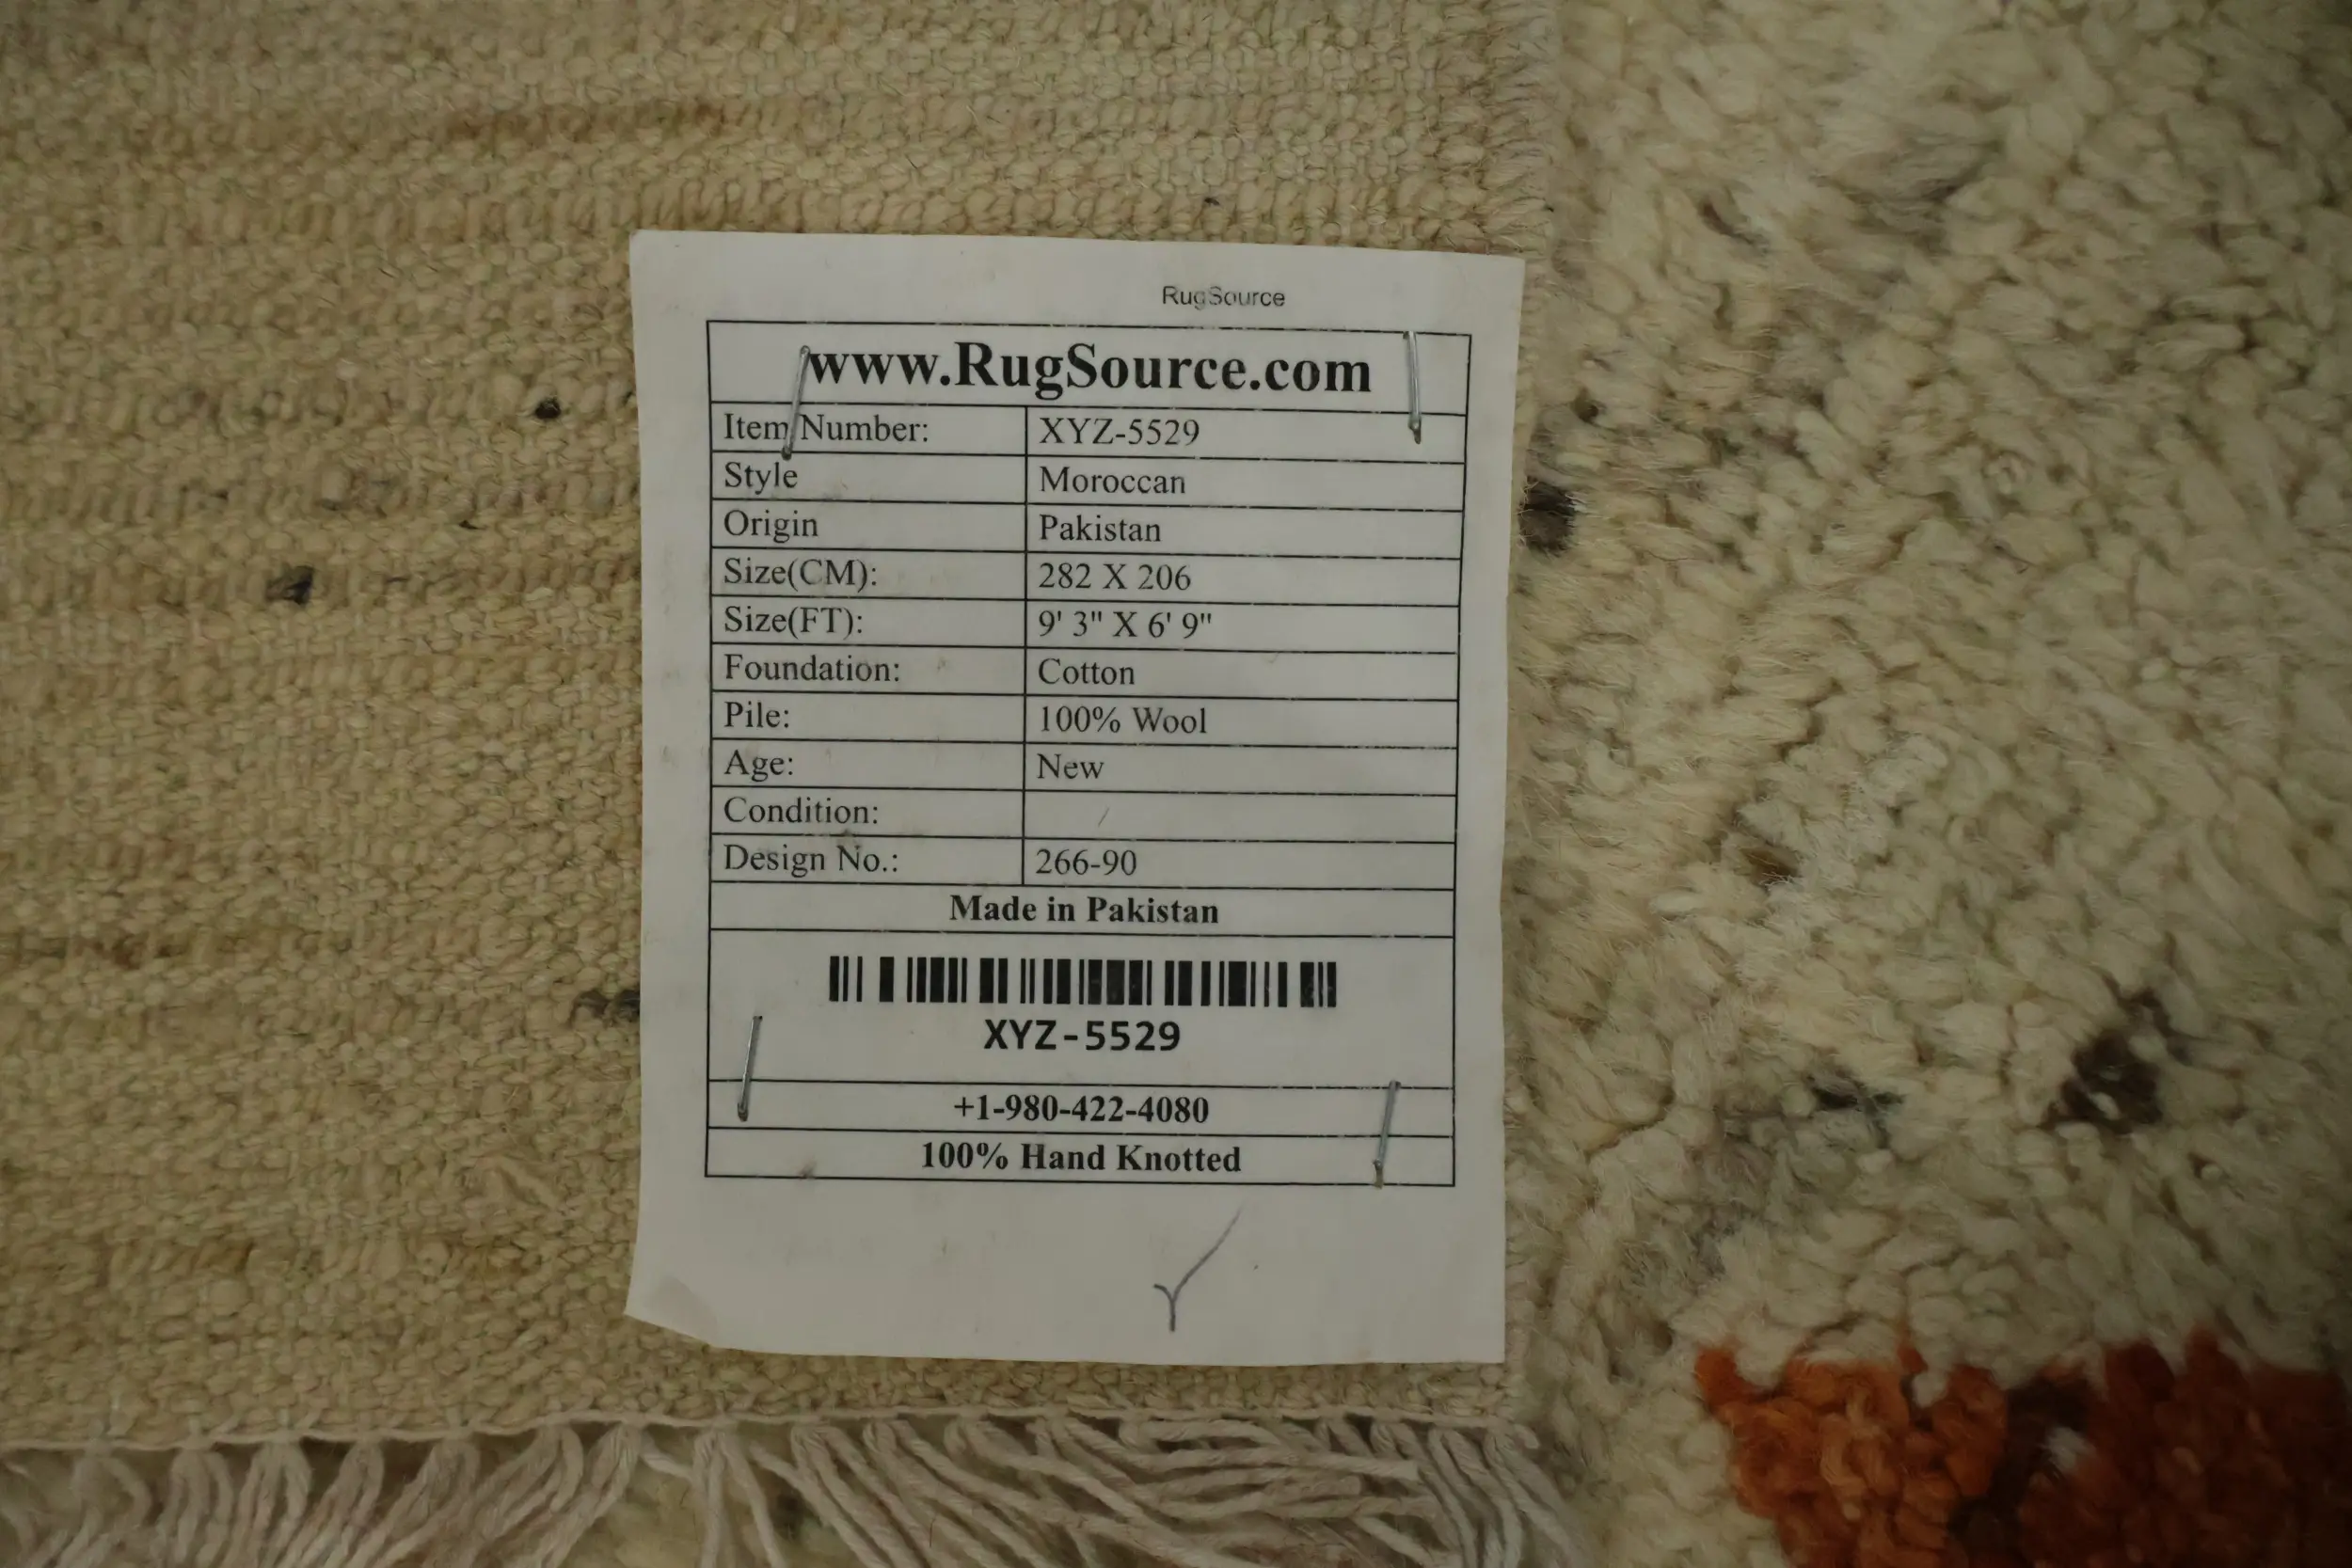 RugSource
www.RugSource.com
Item Number: XYZ-5529
Style Moroccan
Origin Pakistan
Size(CM): 282 X 206
Size(FT): 9' 3" X 6' 9"
Foundation: Cotton
Pile: 100% Wool
Age: New
Condition:
Design No.: 266-90
Made in Pakistan
XYZ-5529
+1-980-422-4080
100% Hand Knotted